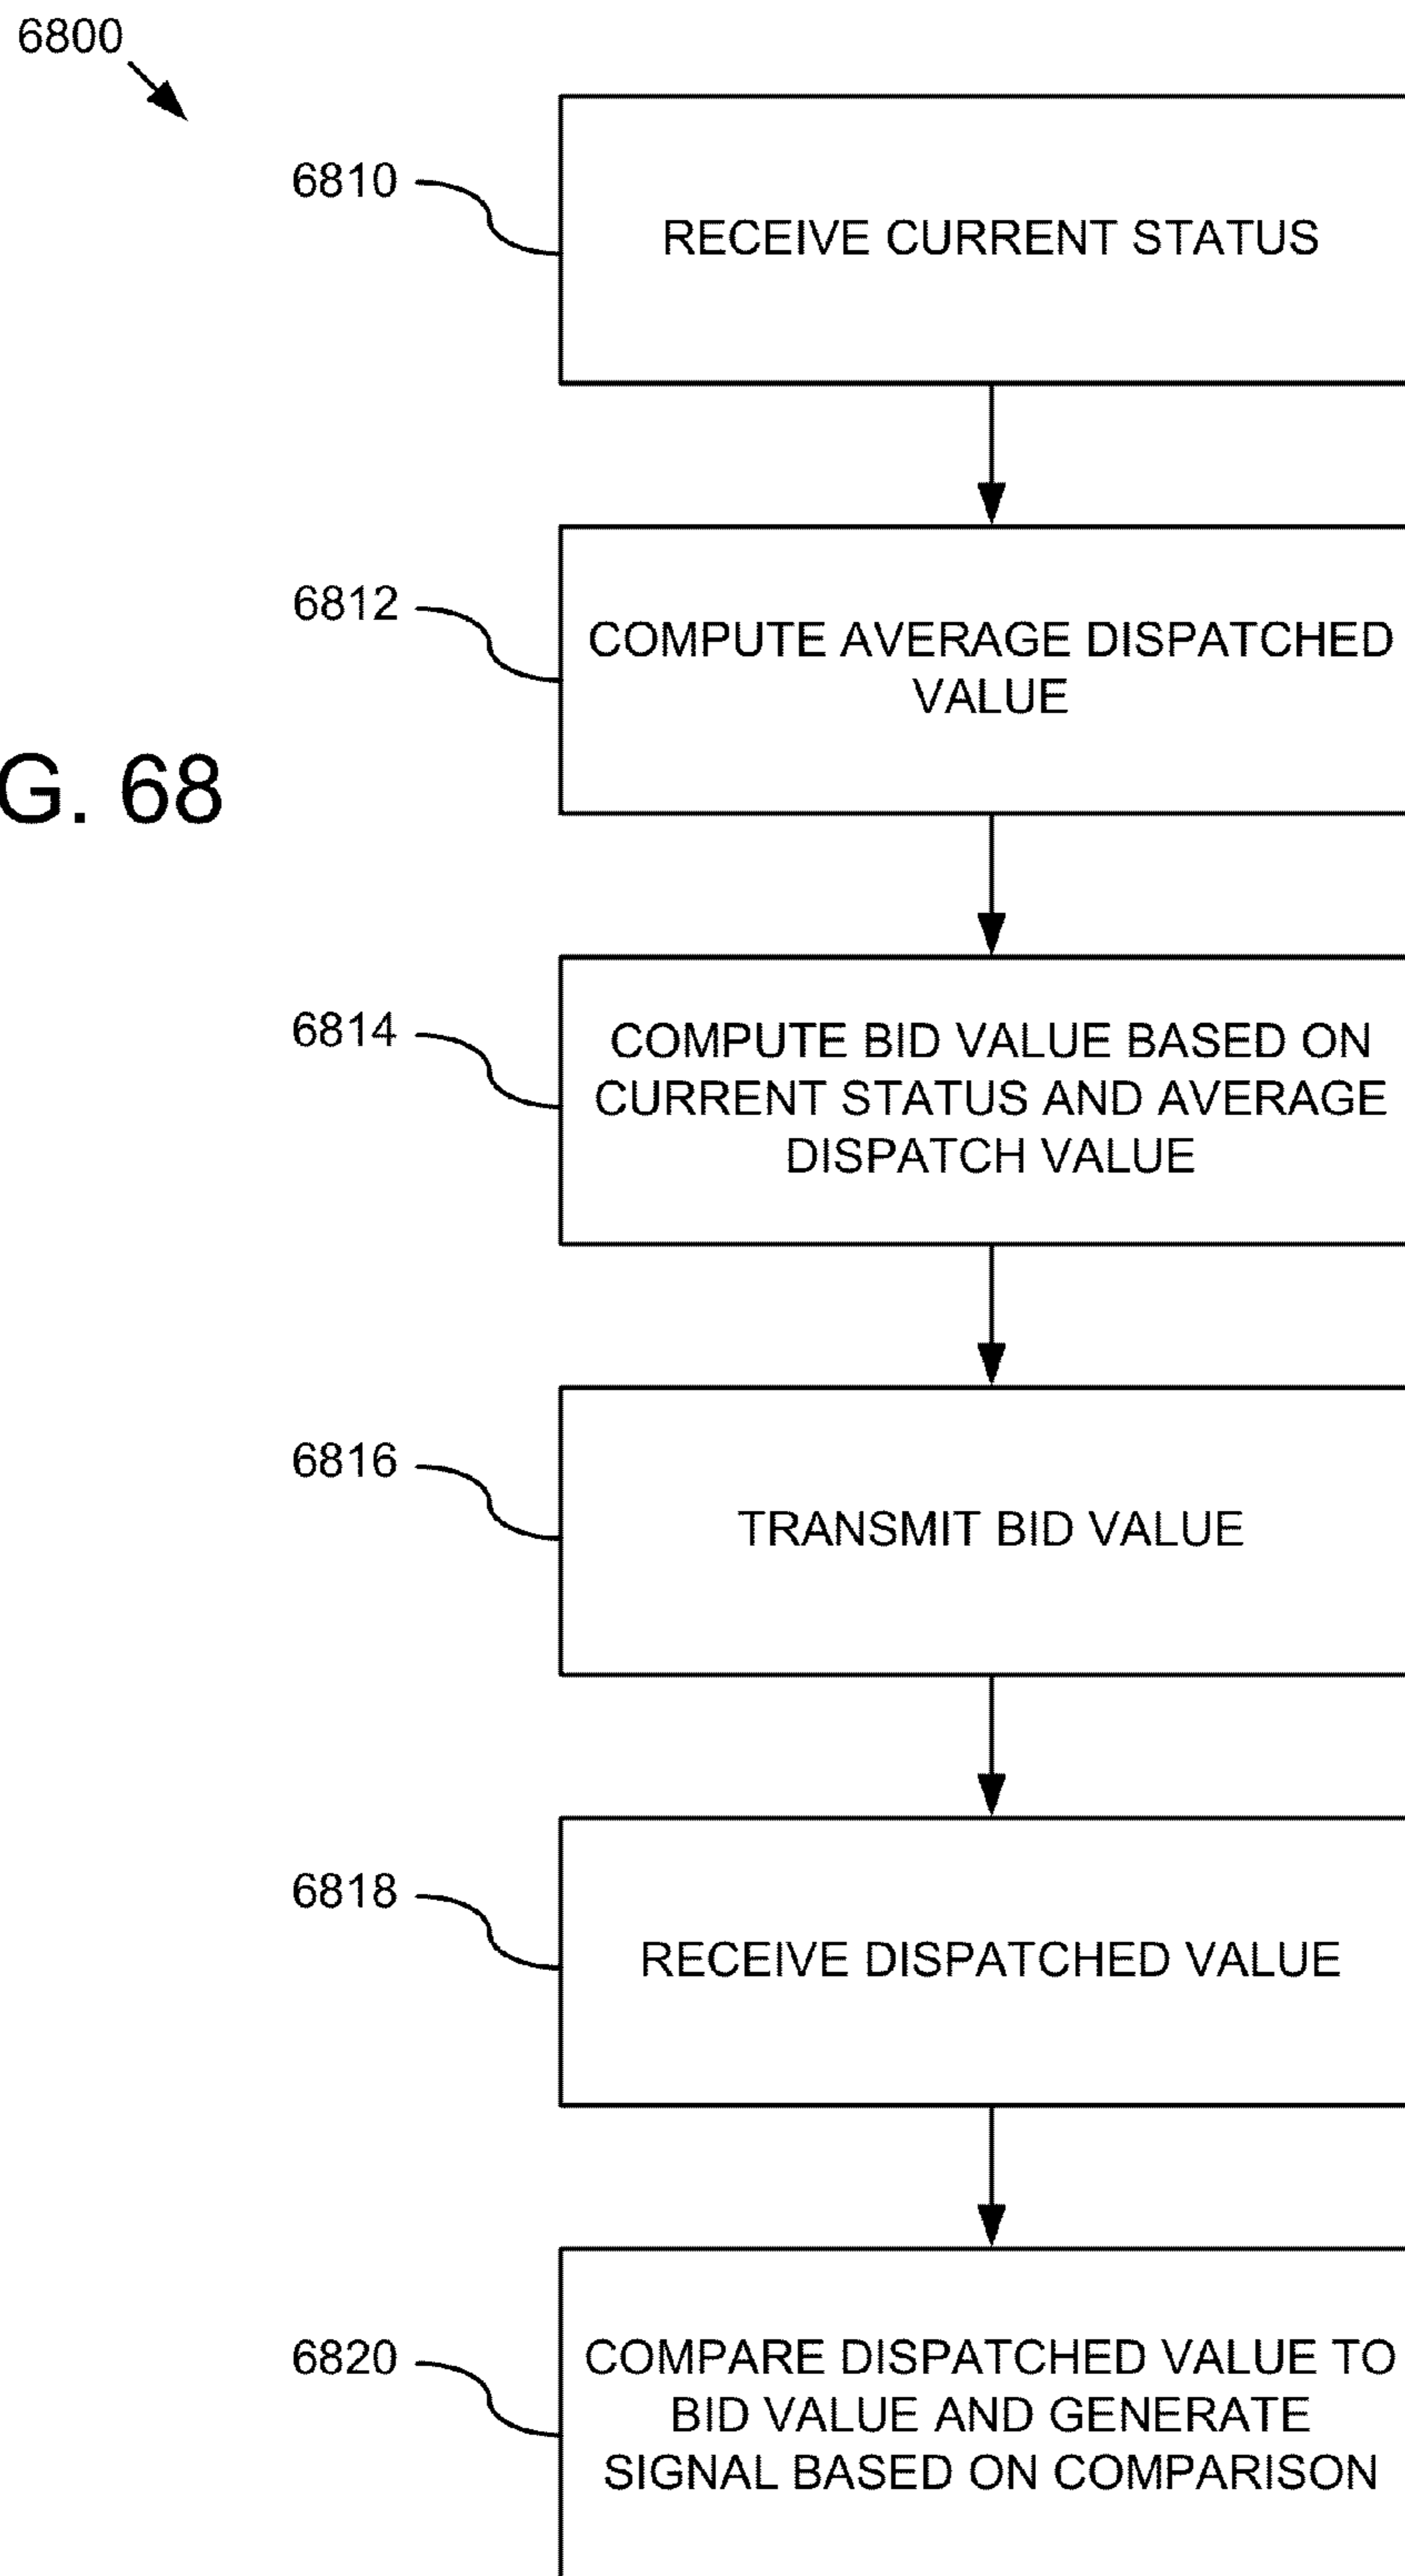 6800
6810
RECEIVE CURRENT STATUS
6812
COMPUTE AVERAGE DISPATCHED
VALUE
G. 68
6814
COMPUTE BID VALUE BASED ON
CURRENT STATUS AND AVERAGE
DISPATCH VALUE
6816
TRANSMIT BID VALUE
6818
RECEIVE DISPATCHED VALUE
6820
COMPARE DISPATCHED VALUE TO
BID VALUE AND GENERATE
SIGNAL BASED ON COMPARISON